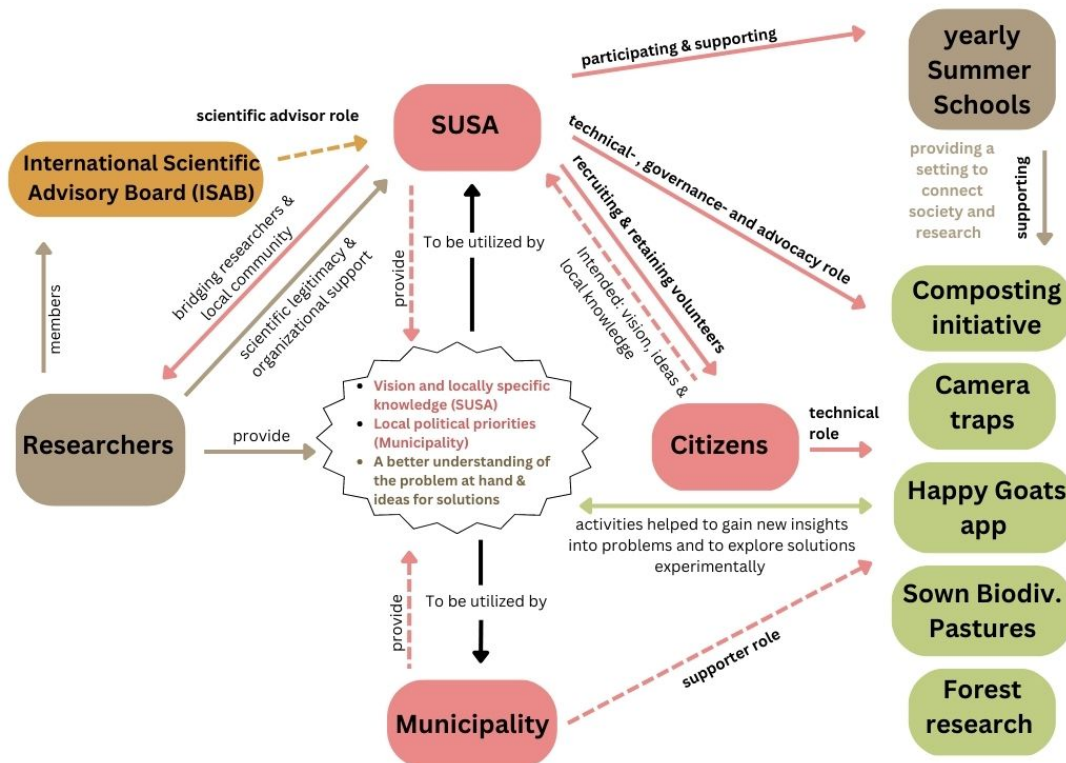 participating & supporting
yearly
Summer
Schools
SUSA
scientific advisor role
International Scientific
Advisory Board (ISAB)
technical-, governance- and advocacy role
recruiting & retaining volunteers
Intended: vision, ideas &
local knowledge
providing a
setting to
connect
society and
research
supporting
bridging researchers &
local community
scientific legitimacy &
organizational support
provide
To be utilized by
members
Composting
initiative
Researchers
provide
• Vision and locally specific
knowledge (SUSA)
• Local political priorities
(Municipality)
• A better understanding of
the problem at hand &
ideas for solutions
Citizens
technical
role
Camera
traps
activities helped to gain new insights
into problems and to explore solutions
experimentally
Happy Goats
app
provide
To be utilized by
supporter role
Sown Biodiv.
Pastures
Municipality
Forest
research